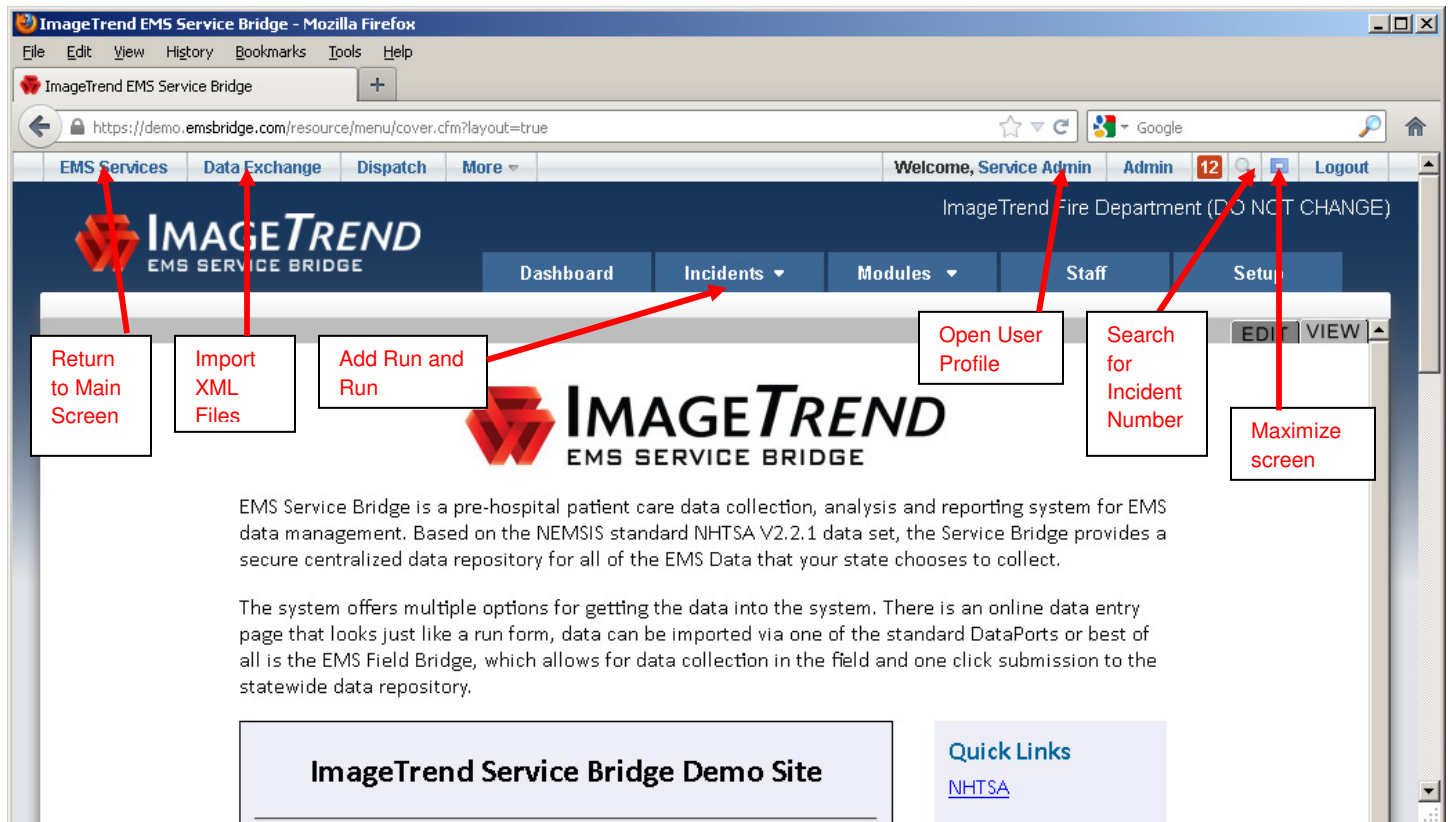 ImageTrend EMS Service Bridge - Mozilla Firefox
File Edit View History Bookmarks Tools Help
ImageTrend EMS Service Bridge
https://demo.emsbridge.com/resource/menu/cover.cfm?layout=true
Google
EMS Services Data Exchange Dispatch More
Welcome, Service Admin Admin 12 Logout
ImageTrend Fire Department (DO NOT CHANGE)
IMAGETREND
EMS SERVICE BRIDGE
Dashboard Incidents Modules Staff Setup
EDIT VIEW
Return
to Main
Screen
Import
XML
Files
Add Run and
Run
Open User
Profile
Search
for
Incident
Number
Maximize
screen
IMAGETREND
EMS SERVICE BRIDGE
EMS Service Bridge is a pre-hospital patient care data collection, analysis and reporting system for EMS
data management. Based on the NEMSIS standard NHTSA V2.2.1 data set, the Service Bridge provides a
secure centralized data repository for all of the EMS Data that your state chooses to collect.
The system offers multiple options for getting the data into the system. There is an online data entry
page that looks just like a run form, data can be imported via one of the standard DataPorts or best of
all is the EMS Field Bridge, which allows for data collection in the field and one click submission to the
statewide data repository.
ImageTrend Service Bridge Demo Site
Quick Links
NHTSA